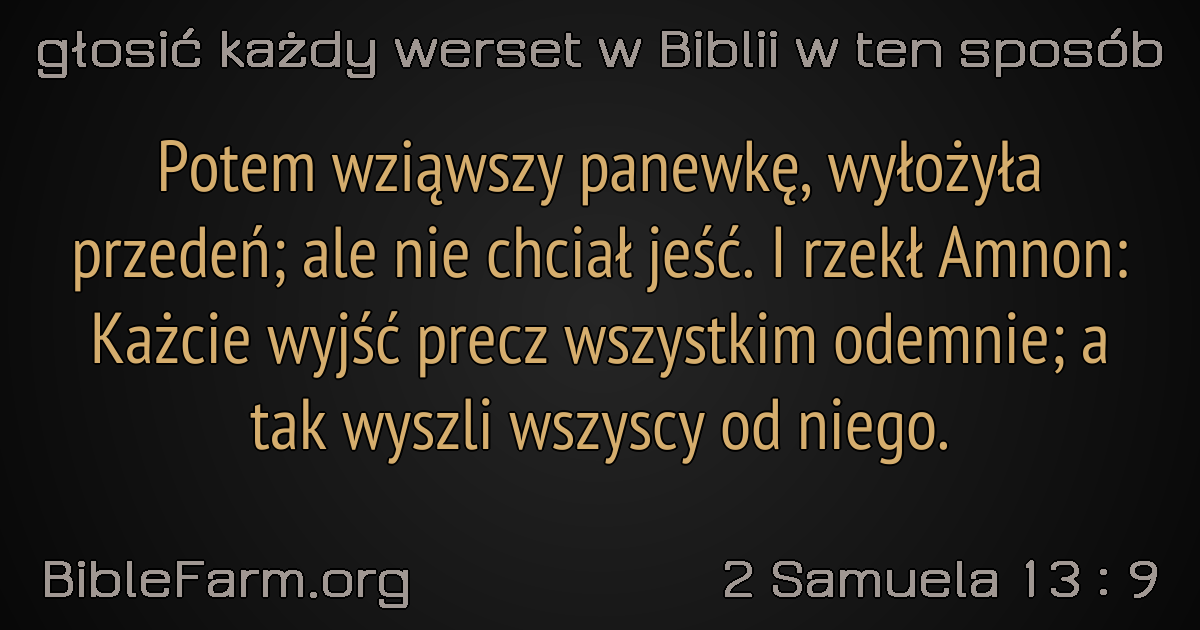 głosić każdy werset w Biblii w ten sposób
Potem wziąwszy panewkę, wyłożyła
przedeń; ale nie chciał jeść. I rzekł Amnon:
Każcie wyjść precz wszystkim odemnie; a
tak wyszli wszyscy od niego.
BibleFarm.org
2 Samuela 13 : 9